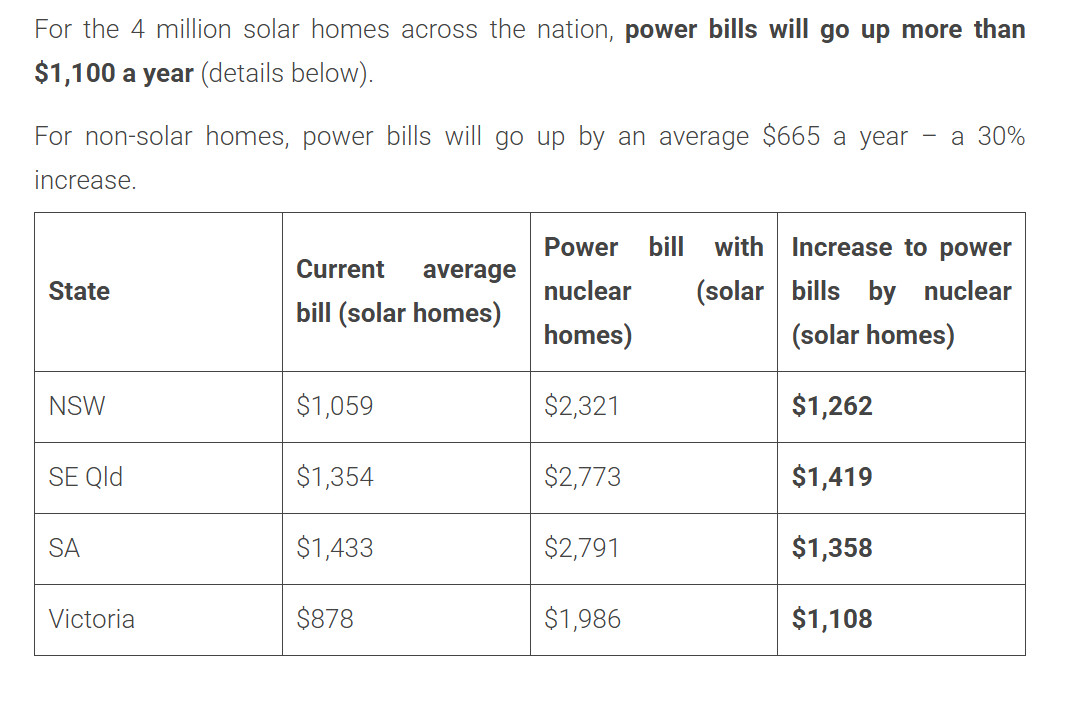 For the 4 million solar homes across the nation, power bills will go up more than
$1,100 a year (details below).
For non-solar homes, power bills will go up by an average $665 a year – a 30%
increase.
State
Current average
bill (solar homes)
Power bill with
nuclear (solar
homes)
Increase to power
bills by nuclear
(solar homes)
NSW
$1,059
$2,321
$1,262
SE Qld
$1,354
$2,773
$1,419
SA
$1,433
$2,791
$1,358
Victoria
$878
$1,986
$1,108